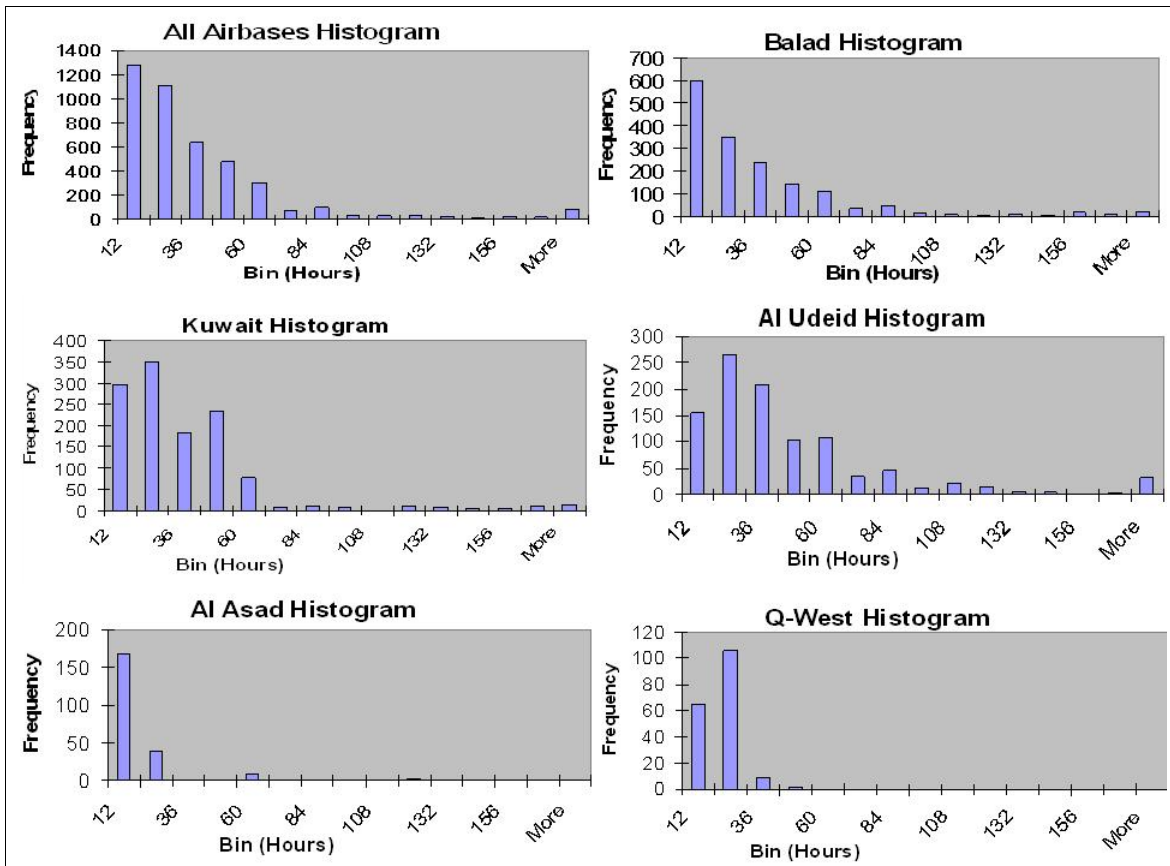 All Airbases Histogram
1400
1200
1000
800
600
400
200
0
Frequency
12 36 60 84 108 132 156 More
Bin (Hours)
Balad Histogram
700
600
500
400
300
200
100
0
Frequency
12 36 60 84 108 132 156 More
Bin (Hours)
Kuwait Histogram
400
350
300
250
200
150
100
50
0
Frequency
12 36 60 84 108 132 156 More
Bin (Hours)
Al Udeid Histogram
300
250
200
150
100
50
0
Frequency
12 36 60 84 108 132 156 More
Bin (Hours)
Al Asad Histogram
200
150
100
50
0
Frequency
12 36 60 84 108 132 156 More
Bin (Hours)
Q-West Histogram
120
100
80
60
40
20
0
Frequency
12 36 60 84 108 132 156 More
Bin (Hours)